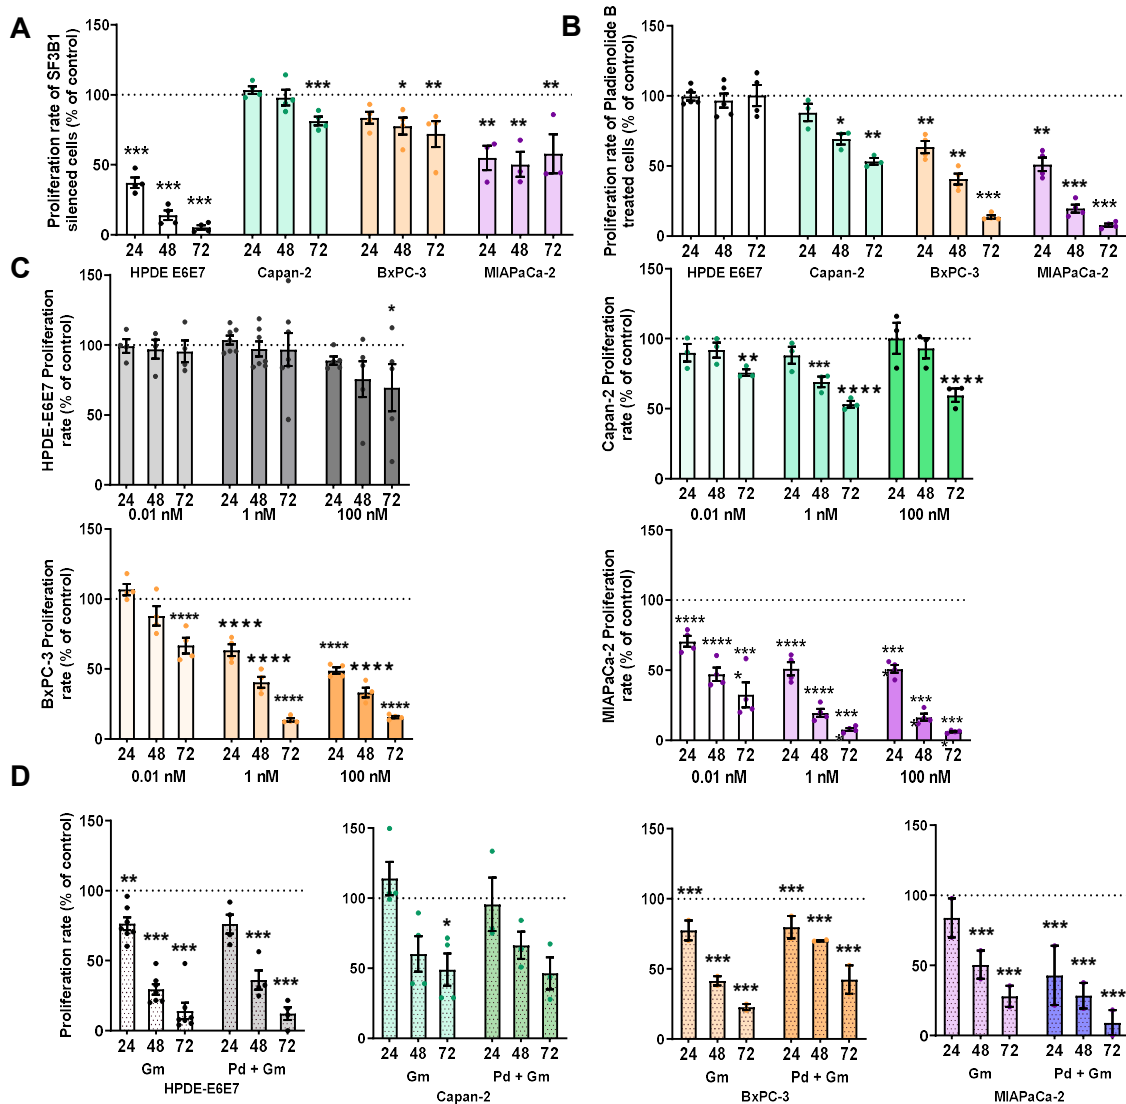 A
Proliferation rate of SF3B1
silenced cells (% of control)
150
100
50
0
***
***
***
***
*
**
**
**
**
24 48 72 24 48 72 24 48 72 24 48 72
HPDE E6E7 Capan-2 BxPC-3 MIAPaCa-2
B
Proliferation rate of Pladienolide B
treated cells (% of control)
150
100
50
0
*
**
**
**
***
**
***
***
24 48 72 24 48 72 24 48 72 24 48 72
HPDE E6E7 Capan-2 BxPC-3 MIAPaCa-2
C
HPDE-E6E7 Proliferation
rate (% of control)
150
100
50
0
*
24 48 72 24 48 72 24 48 72
0.01 nM 1 nM 100 nM
Capan-2 Proliferation
rate (% of control)
150
100
50
0
**
***
****
****
24 48 72 24 48 72 24 48 72
0.01 nM 1 nM 100 nM
BxPC-3 Proliferation
rate (% of control)
150
100
50
0
****
****
****
****
****
****
****
24 48 72 24 48 72 24 48 72
0.01 nM 1 nM 100 nM
MIAPaCa-2 Proliferation
rate (% of control)
150
100
50
0
****
****
***
*
****
****
***
*
***
*
***
*
***
*
24 48 72 24 48 72 24 48 72
0.01 nM 1 nM 100 nM
D
Proliferation rate (% of control)
150
100
50
0
**
***
***
***
***
24 48 72 24 48 72
Gm Pd + Gm
HPDE-E6E7
150
100
50
0
*
24 48 72 24 48 72
Gm Pd + Gm
Capan-2
150
100
50
0
***
***
***
***
***
***
24 48 72 24 48 72
Gm Pd + Gm
BxPC-3
150
100
50
0
***
***
***
***
***
24 48 72 24 48 72
Gm Pd + Gm
MIAPaCa-2